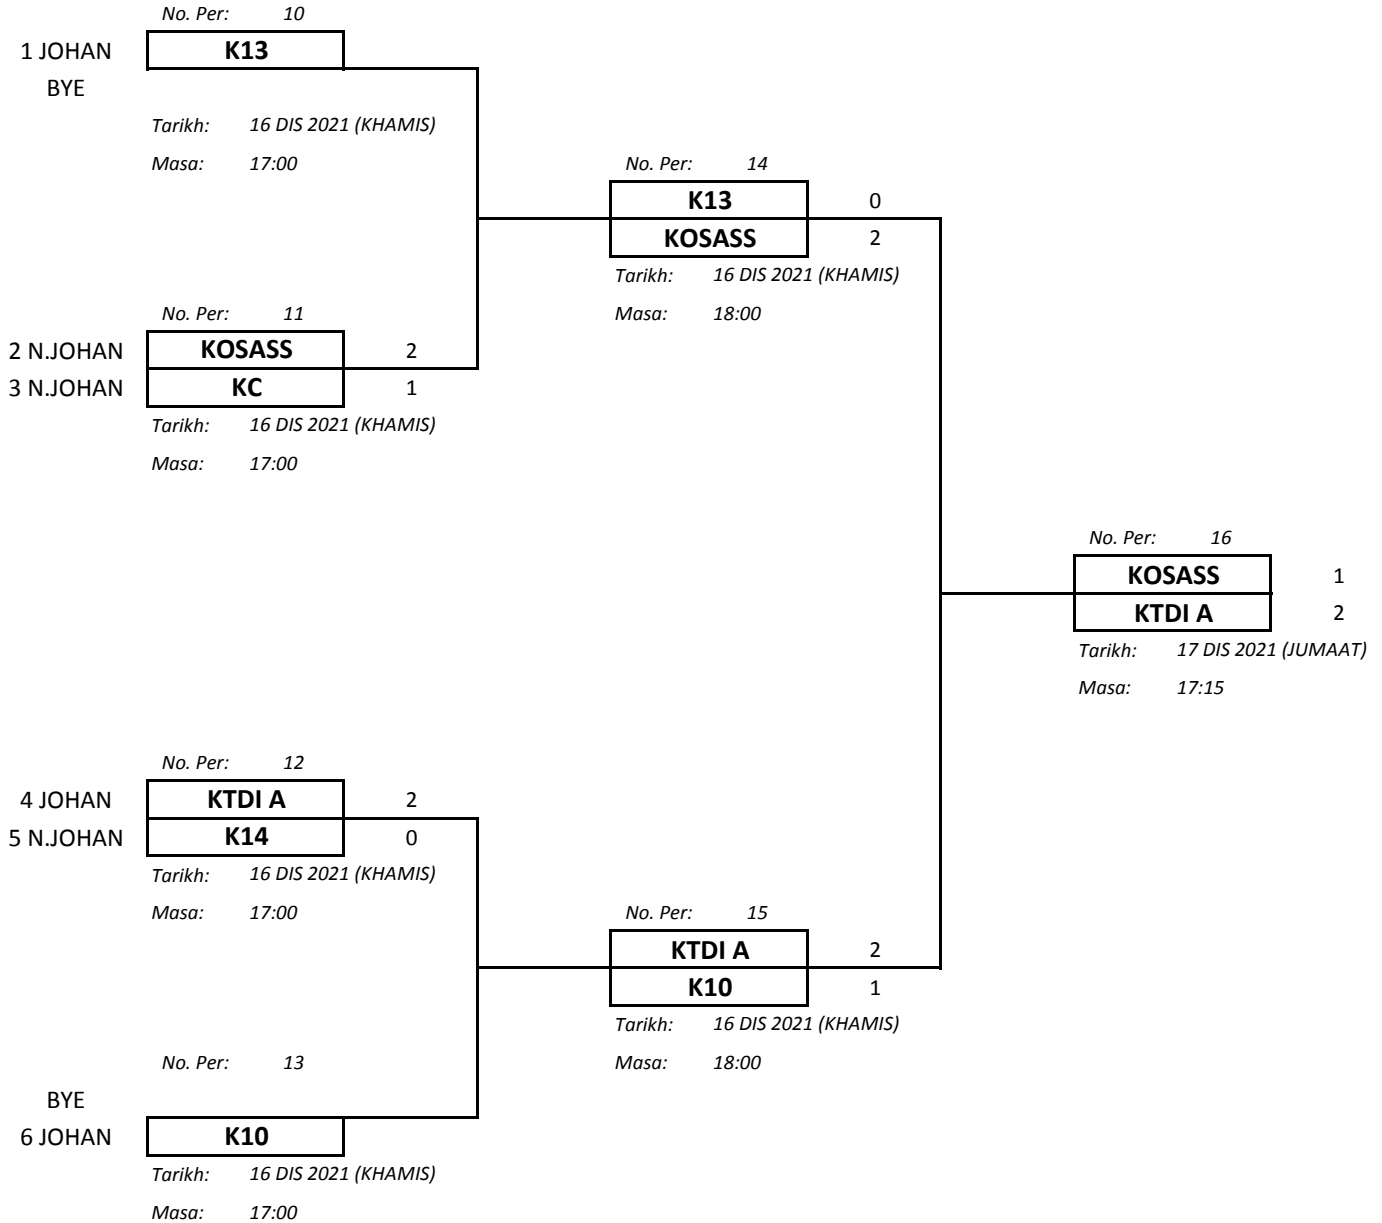 No. Per: 10
1 JOHAN K13
BYE
Tarikh: 16 DIS 2021 (KHAMIS)
Masa: 17:00
No. Per: 14
K13 0
KOSASS 2
Tarikh: 16 DIS 2021 (KHAMIS)
Masa: 18:00
No. Per: 11
2 N.JOHAN KOSASS 2
3 N.JOHAN KC 1
Tarikh: 16 DIS 2021 (KHAMIS)
Masa: 17:00
No. Per: 16
KOSASS 1
KTDI A 2
Tarikh: 17 DIS 2021 (JUMAAT)
Masa: 17:15
No. Per: 12
4 JOHAN KTDI A 2
5 N.JOHAN K14 0
Tarikh: 16 DIS 2021 (KHAMIS)
Masa: 17:00
No. Per: 15
KTDI A 2
K10 1
Tarikh: 16 DIS 2021 (KHAMIS)
Masa: 18:00
No. Per: 13
BYE
6 JOHAN K10
Tarikh: 16 DIS 2021 (KHAMIS)
Masa: 17:00